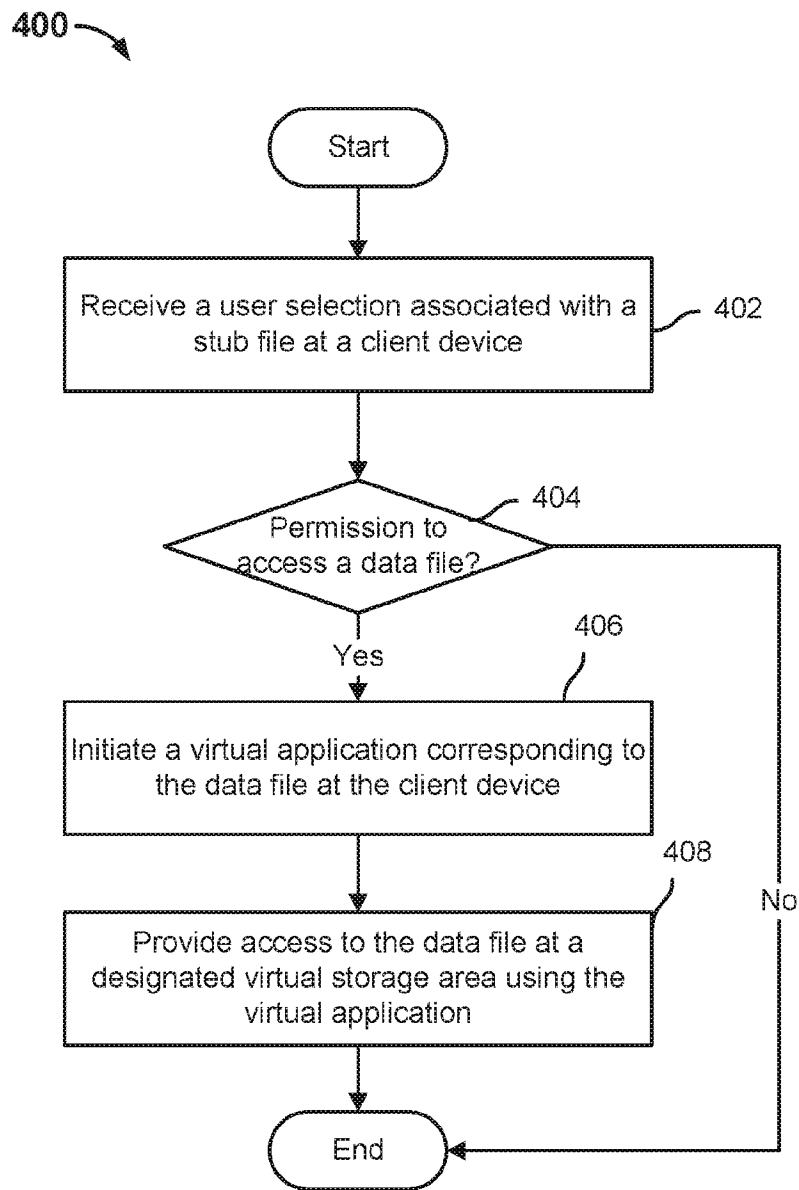 400
Start
Receive a user selection associated with a
stub file at a client device
402
404
Permission to
access a data file?
Yes
406
Initiate a virtual application corresponding to
the data file at the client device
408
No
Provide access to the data file at a
designated virtual storage area using the
virtual application
End